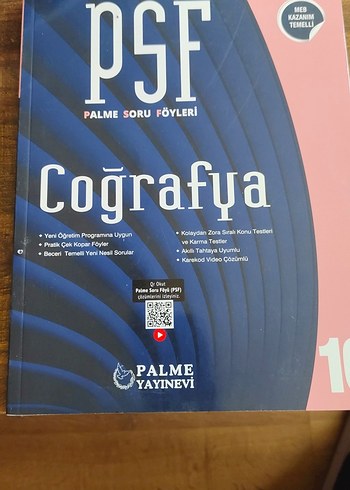 PSF
PALME SORU FÖYLERİ
MEB
KAZANIM
TEMELLİ
Coğrafya
• Yeni Öğretim Programına Uygun
• Pratik Çek Kopar Föyler
• Beceri Temelli Yeni Nesil Sorular
• Kolaydan Zora Sıralı Konu Testleri
ve Karma Testler
• Akıllı Tahtaya Uyumlu
• Karekod Video Çözümlü
Qr Okut
Palme Soru Föyü (PSF)
çözümlerini izleyiniz.
PALME
YAYINEVİ